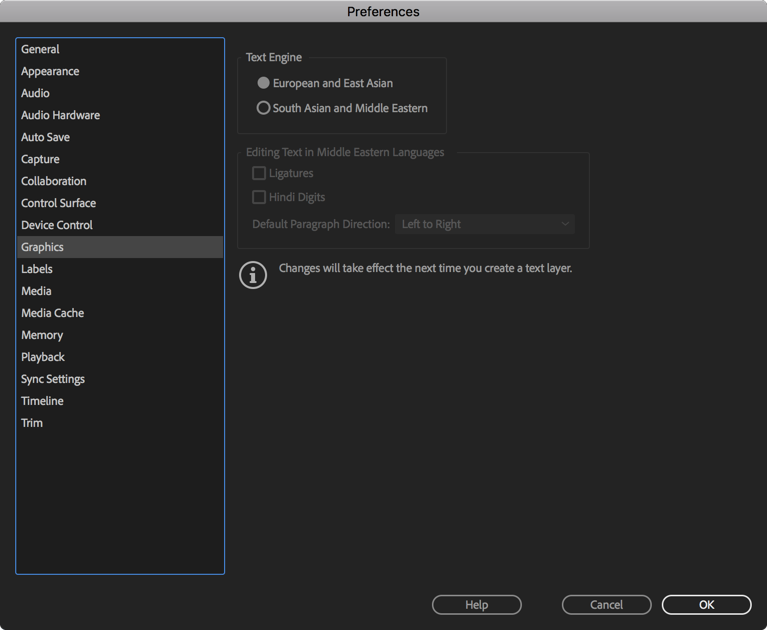 Preferences
General
Appearance
Audio
Audio Hardware
Auto Save
Capture
Collaboration
Control Surface
Device Control
Graphics
Labels
Media
Media Cache
Memory
Playback
Sync Settings
Timeline
Trim
Text Engine
European and East Asian
South Asian and Middle Eastern
Editing Text in Middle Eastern Languages
Ligatures
Hindi Digits
Default Paragraph Direction: Left to Right
Changes will take effect the next time you create a text layer.
Help Cancel OK